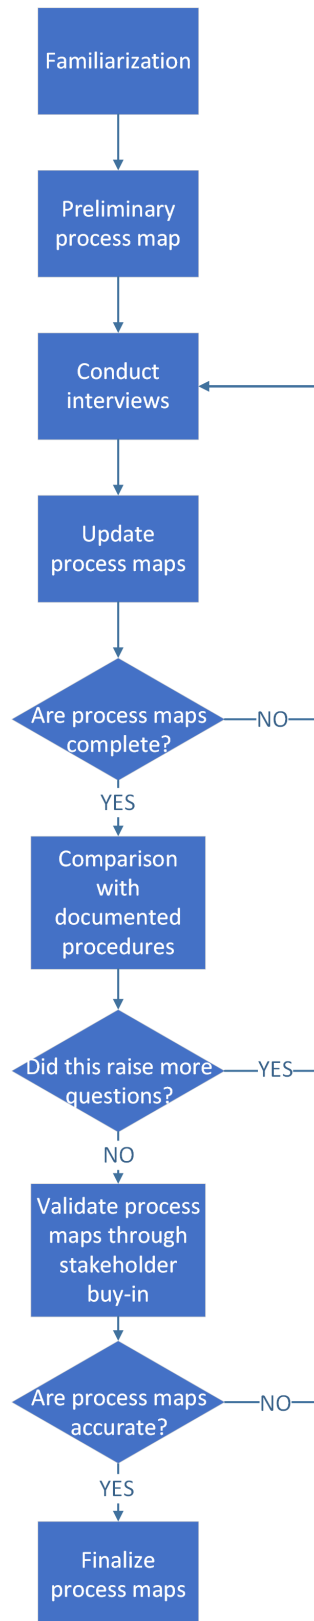 Familiarization
Preliminary
process map
Conduct
interviews
Update
process maps
Are process maps
complete?
NO
YES
Comparison
with
documented
procedures
Did this raise more
questions?
YES
NO
Validate process
maps through
stakeholder
buy-in
Are process maps
accurate?
NO
YES
Finalize
process maps